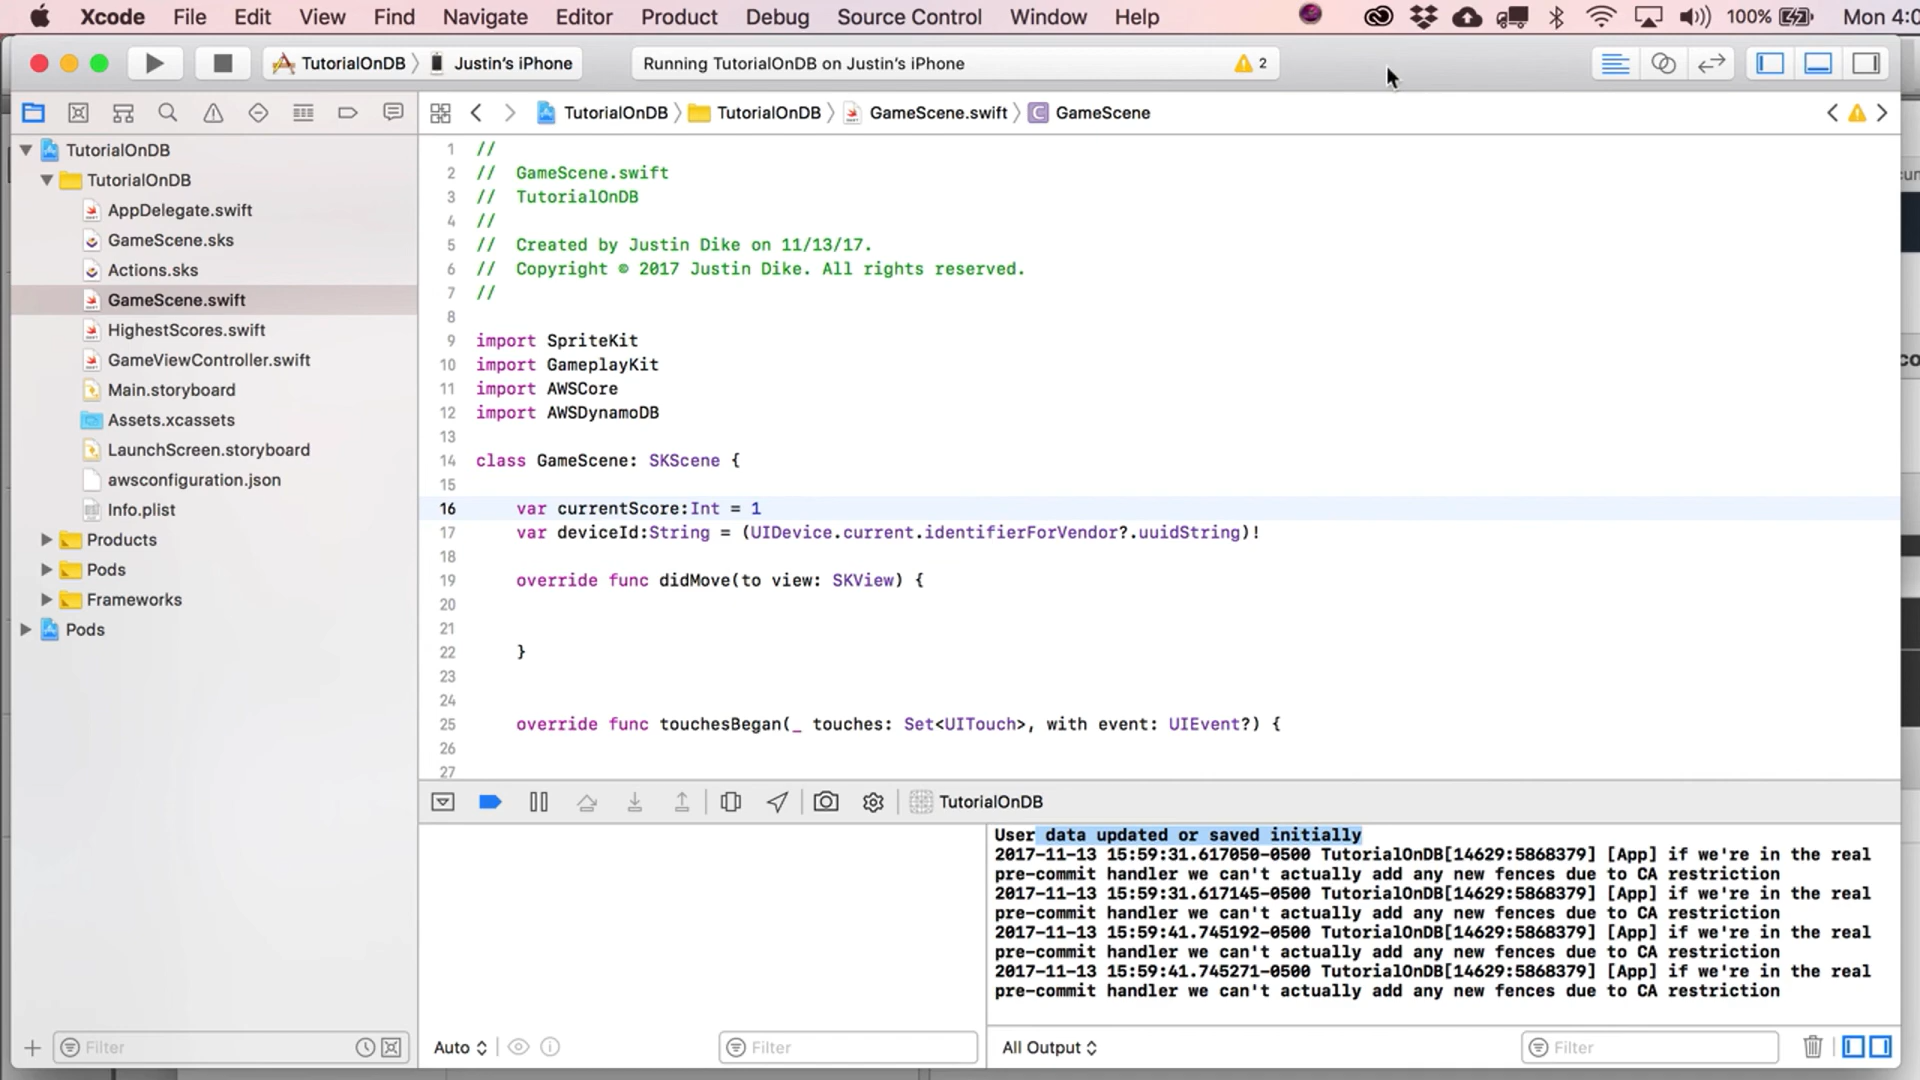 Xcode File Edit View Find Navigate Editor Product Debug Source Control Window Help 100% Mon 4:0
TutorialOnDB Justin's iPhone Running TutorialOnDB on Justin's iPhone 2
TutorialOnDB TutorialOnDB GameScene.swift C GameScene
TutorialOnDB
TutorialOnDB
AppDelegate.swift
GameScene.sks
Actions.sks
GameScene.swift
HighestScores.swift
GameViewController.swift
Main.storyboard
Assets.xcassets
LaunchScreen.storyboard
awsconfiguration.json
Info.plist
Products
Pods
Frameworks
Pods
Filter
1 //
2 // GameScene.swift
3 // TutorialOnDB
4 //
5 // Created by Justin Dike on 11/13/17.
6 // Copyright © 2017 Justin Dike. All rights reserved.
7 //
8
9 import SpriteKit
10 import GameplayKit
11 import AWSCore
12 import AWSDynamoDB
13
14 class GameScene: SKScene {
15
16 var currentScore:Int = 1
17 var deviceId:String = (UIDevice.current.identifierForVendor?.uuidString)!
18
19 override func didMove(to view: SKView) {
20
21
22 }
23
24
25 override func touchesBegan(_ touches: Set<UITouch>, with event: UIEvent?) {
26
27
TutorialOnDB
User data updated or saved initially
2017-11-13 15:59:31.617050-0500 TutorialOnDB[14629:5868379] [App] if we're in the real
pre-commit handler we can't actually add any new fences due to CA restriction
2017-11-13 15:59:31.617145-0500 TutorialOnDB[14629:5868379] [App] if we're in the real
pre-commit handler we can't actually add any new fences due to CA restriction
2017-11-13 15:59:41.745192-0500 TutorialOnDB[14629:5868379] [App] if we're in the real
pre-commit handler we can't actually add any new fences due to CA restriction
2017-11-13 15:59:41.745271-0500 TutorialOnDB[14629:5868379] [App] if we're in the real
pre-commit handler we can't actually add any new fences due to CA restriction
Auto Filter All Output Filter